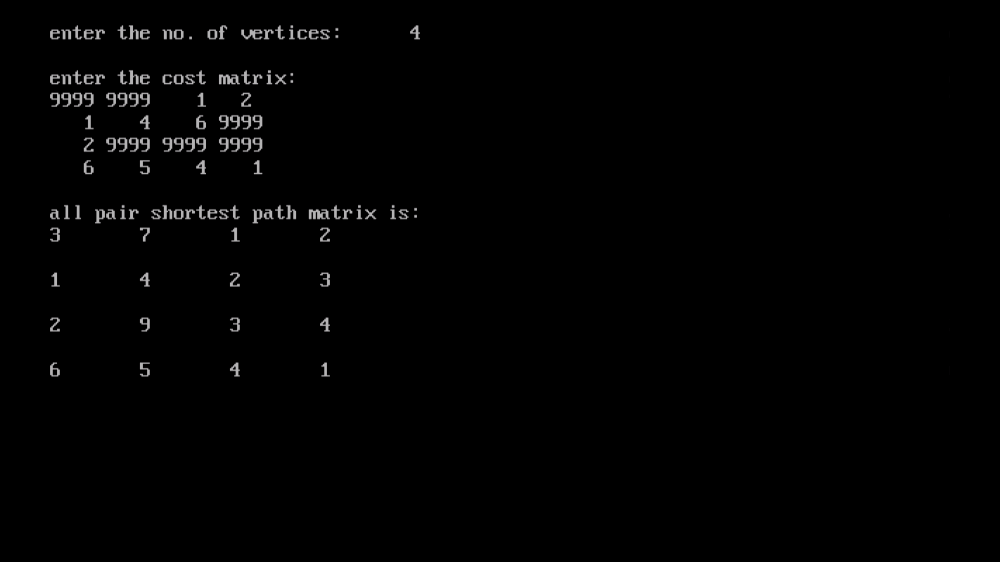 enter the no. of vertices: 4
enter the cost matrix:
9999 9999 1 2
1 4 6 9999
2 9999 9999 9999
6 5 4 1
all pair shortest path matrix is:
3 7 1 2
1 4 2 3
2 9 3 4
6 5 4 1